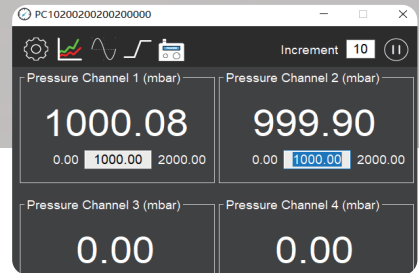 PC10200200200200000
Increment 10
Pressure Channel 1 (mbar)
1000.08
0.00 1000.00 2000.00
Pressure Channel 2 (mbar)
999.90
0.00 1000.00 2000.00
Pressure Channel 3 (mbar)
0.00
Pressure Channel 4 (mbar)
0.00